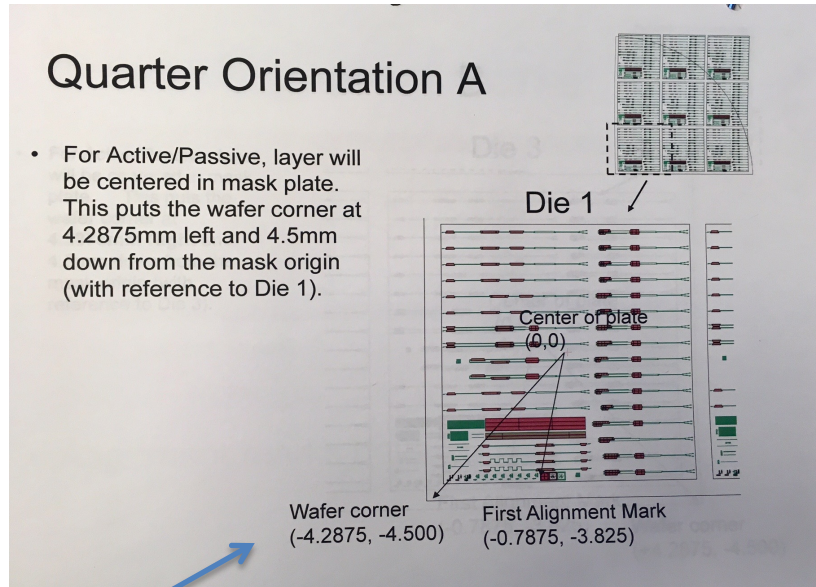 Quarter Orientation A
• For Active/Passive, layer will
be centered in mask plate.
This puts the wafer corner at
4.2875mm left and 4.5mm
down from the mask origin
(with reference to Die 1).
Die 3
Die 1
Center of plate
(0,0)
Wafer corner
(-4.2875, -4.500)
First Alignment Mark
(-0.7875, -3.825)